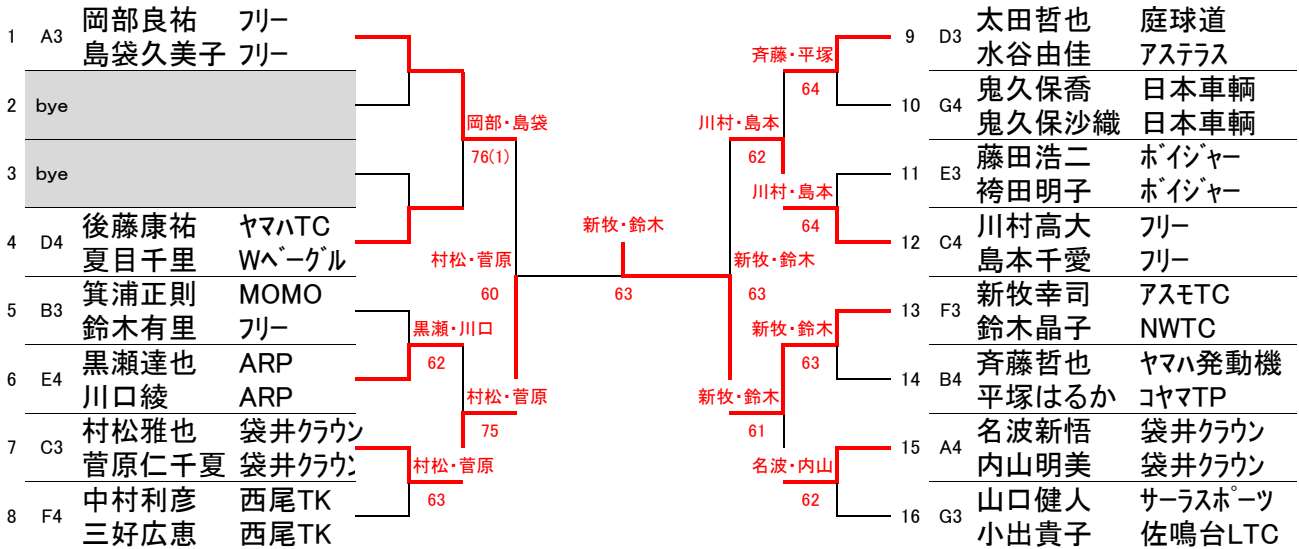 1 A3 岡部良祐 フリー
島袋久美子 フリー
2 bye
3 bye
4 D4 後藤康祐 ヤマハTC
夏目千里 Wベーグル
5 B3 箕浦正則 MOMO
鈴木有里 フリー
6 E4 黒瀬達也 ARP
川口綾 ARP
7 C3 村松雅也 袋井クラウン
菅原仁千夏 袋井クラウン
8 F4 中村利彦 西尾TK
三好広恵 西尾TK
岡部・島袋
76(1)
村松・菅原
60
黒瀬・川口
62
村松・菅原
75
村松・菅原
63
新牧・鈴木
63
斉藤・平塚
64
川村・島本
62
川村・島本
64
新牧・鈴木
63
新牧・鈴木
63
新牧・鈴木
61
名波・内山
62
9 D3 太田哲也 庭球道
水谷由佳 アステラス
10 G4 鬼久保喬 日本車輌
鬼久保沙織 日本車輌
11 E3 藤田浩二 ボイジャー
袴田明子 ボイジャー
12 C4 川村高大 フリー
島本千愛 フリー
13 F3 新牧幸司 アスモTC
鈴木晶子 NWTC
14 B4 斉藤哲也 ヤマハ発動機
平塚はるか コヤマTP
15 A4 名波新悟 袋井クラウン
内山明美 袋井クラウン
16 G3 山口健人 サーラスポーツ
小出貴子 佐鳴台LTC